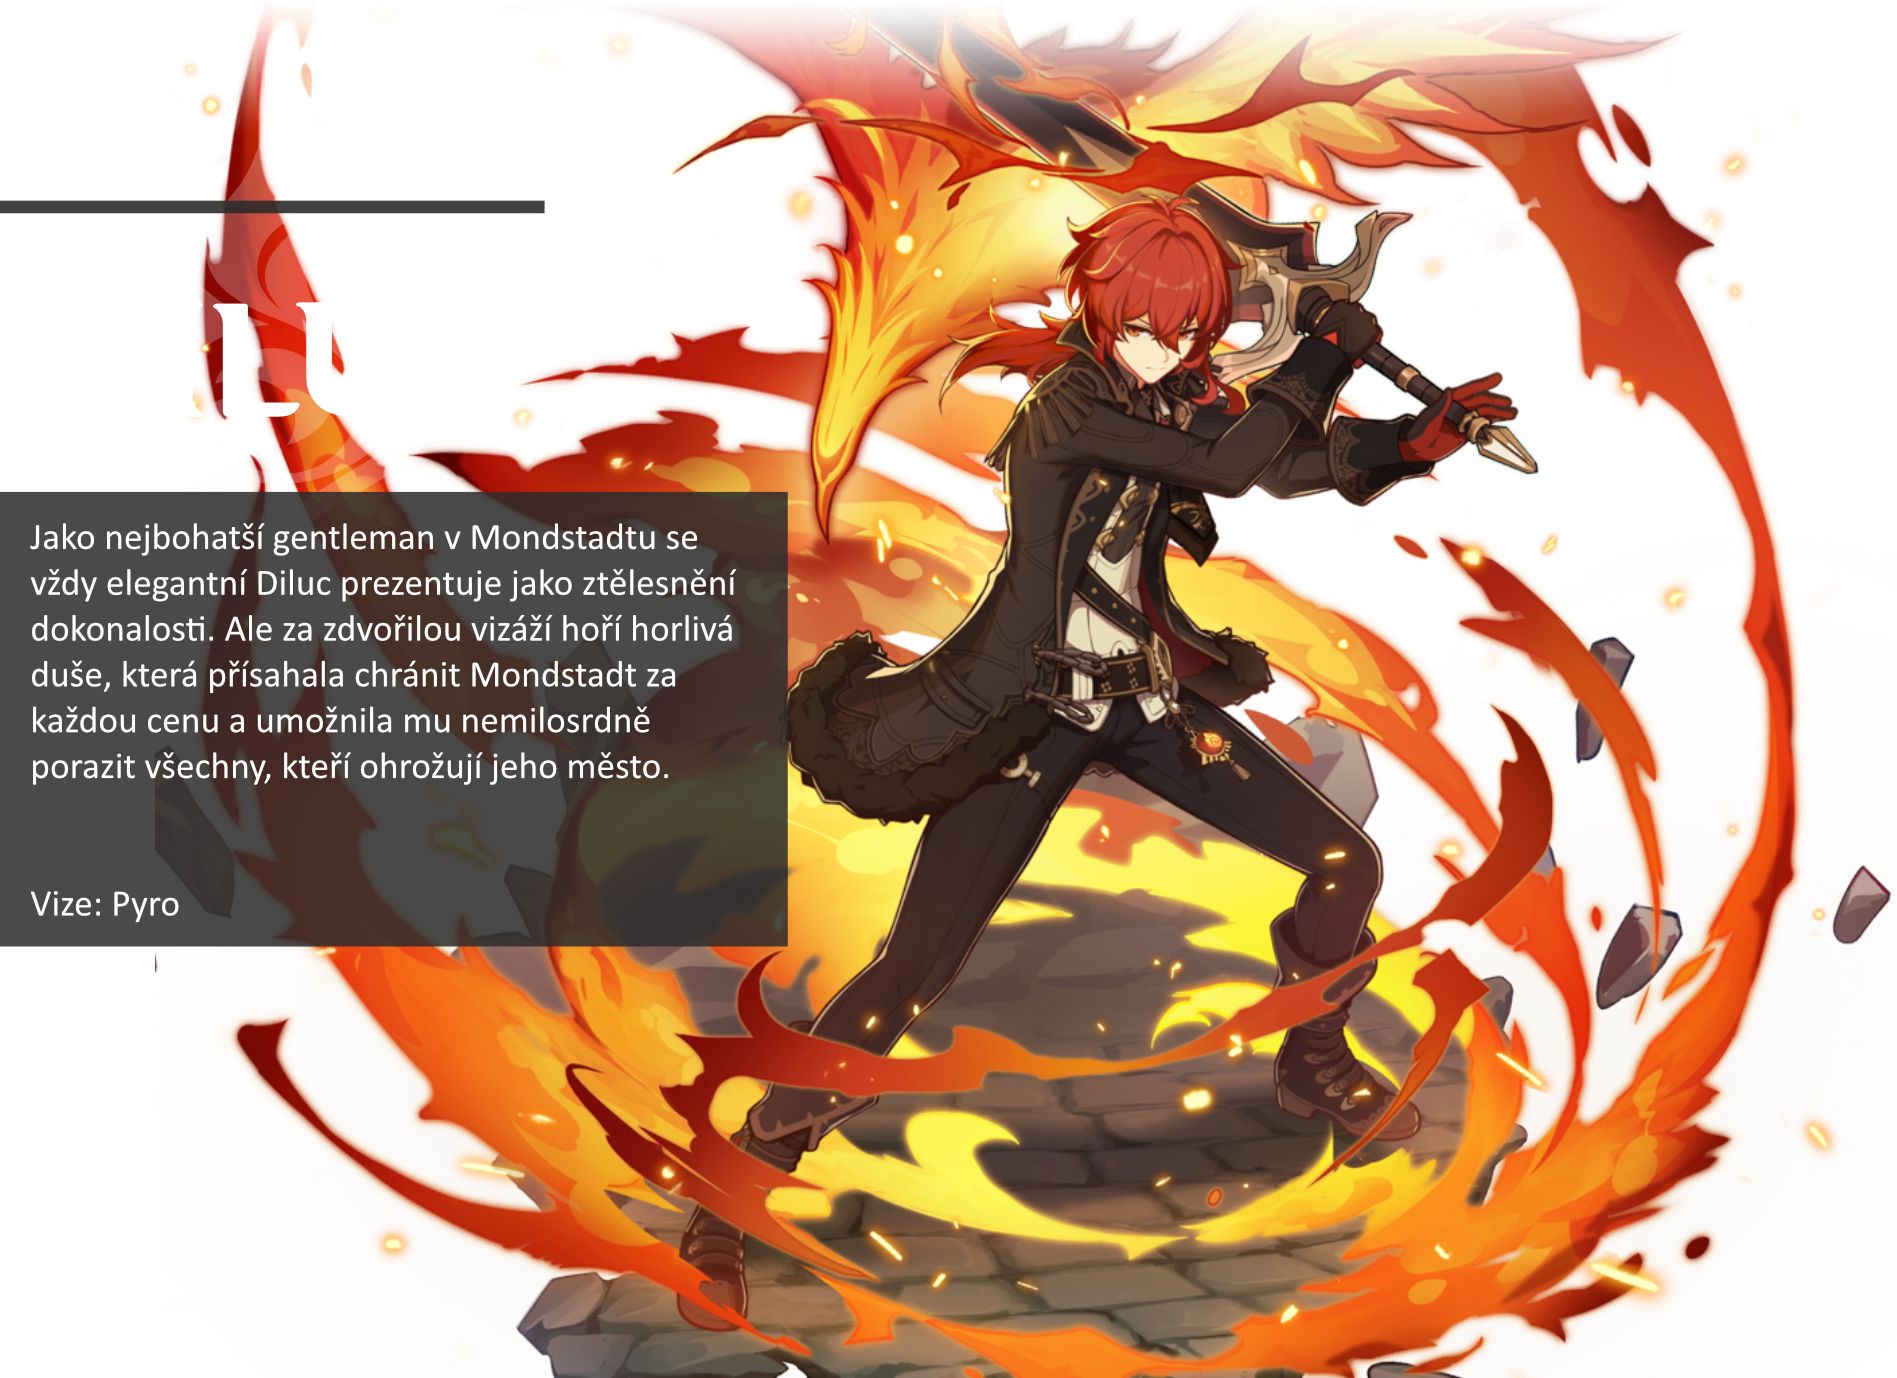 ILU
Jako nejbohatší gentleman v Mondstadtu se
vždy elegantní Diluc prezentuje jako ztělesnění
dokonalosti. Ale za zdvořilou vizáží hoří horlivá
duše, která přísahala chránit Mondstadt za
každou cenu a umožnila mu nemilosrdně
porazit všechny, kteří ohrožují jeho město.
Vize: Pyro